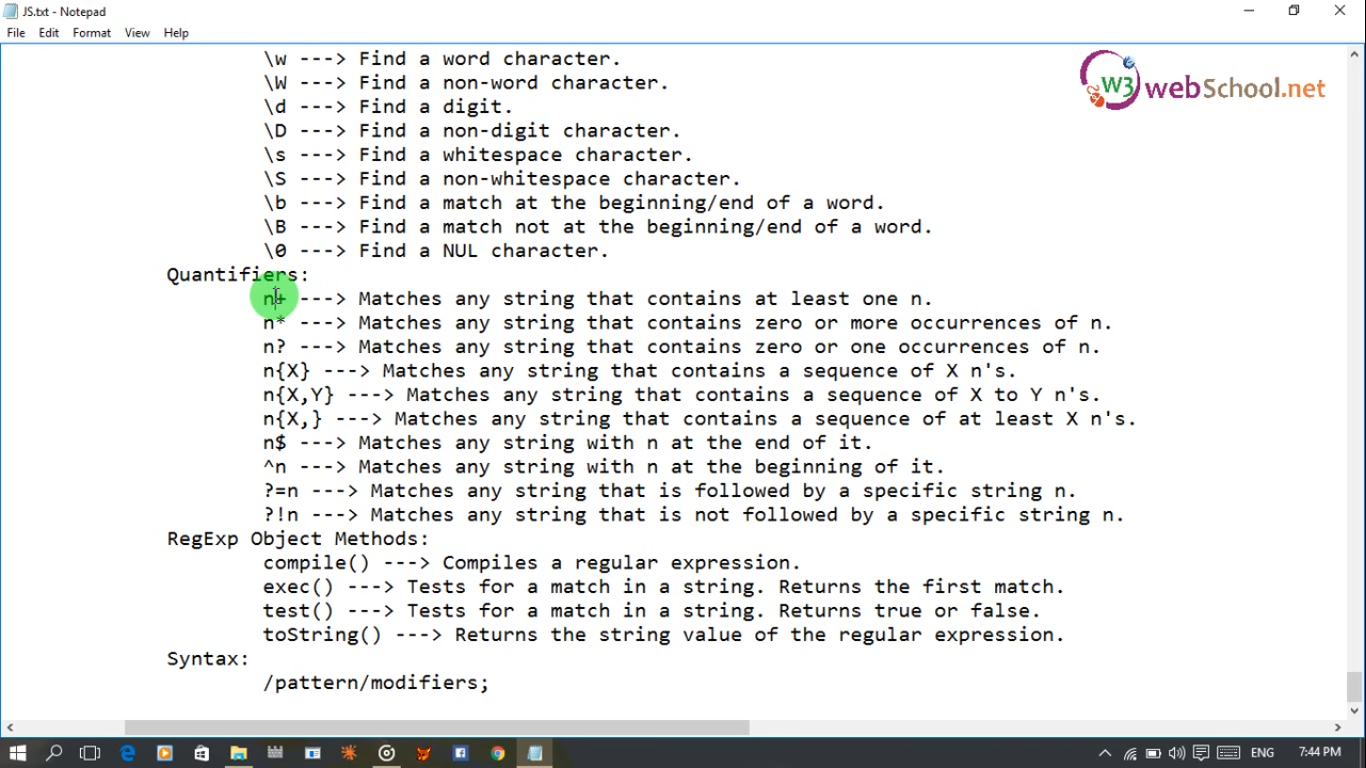 JS.txt - Notepad
File Edit Format View Help
W3 webSchool.net
\w ---> Find a word character.
\W ---> Find a non-word character.
\d ---> Find a digit.
\D ---> Find a non-digit character.
\s ---> Find a whitespace character.
\S ---> Find a non-whitespace character.
\b ---> Find a match at the beginning/end of a word.
\B ---> Find a match not at the beginning/end of a word.
\0 ---> Find a NUL character.
Quantifiers:
n+ ---> Matches any string that contains at least one n.
n* ---> Matches any string that contains zero or more occurrences of n.
n? ---> Matches any string that contains zero or one occurrences of n.
n{X} ---> Matches any string that contains a sequence of X n's.
n{X,Y} ---> Matches any string that contains a sequence of X to Y n's.
n{X,} ---> Matches any string that contains a sequence of at least X n's.
n$ ---> Matches any string with n at the end of it.
^n ---> Matches any string with n at the beginning of it.
?=n ---> Matches any string that is followed by a specific string n.
?!n ---> Matches any string that is not followed by a specific string n.
RegExp Object Methods:
compile() ---> Compiles a regular expression.
exec() ---> Tests for a match in a string. Returns the first match.
test() ---> Tests for a match in a string. Returns true or false.
toString() ---> Returns the string value of the regular expression.
Syntax:
/pattern/modifiers;
ENG 7:44 PM